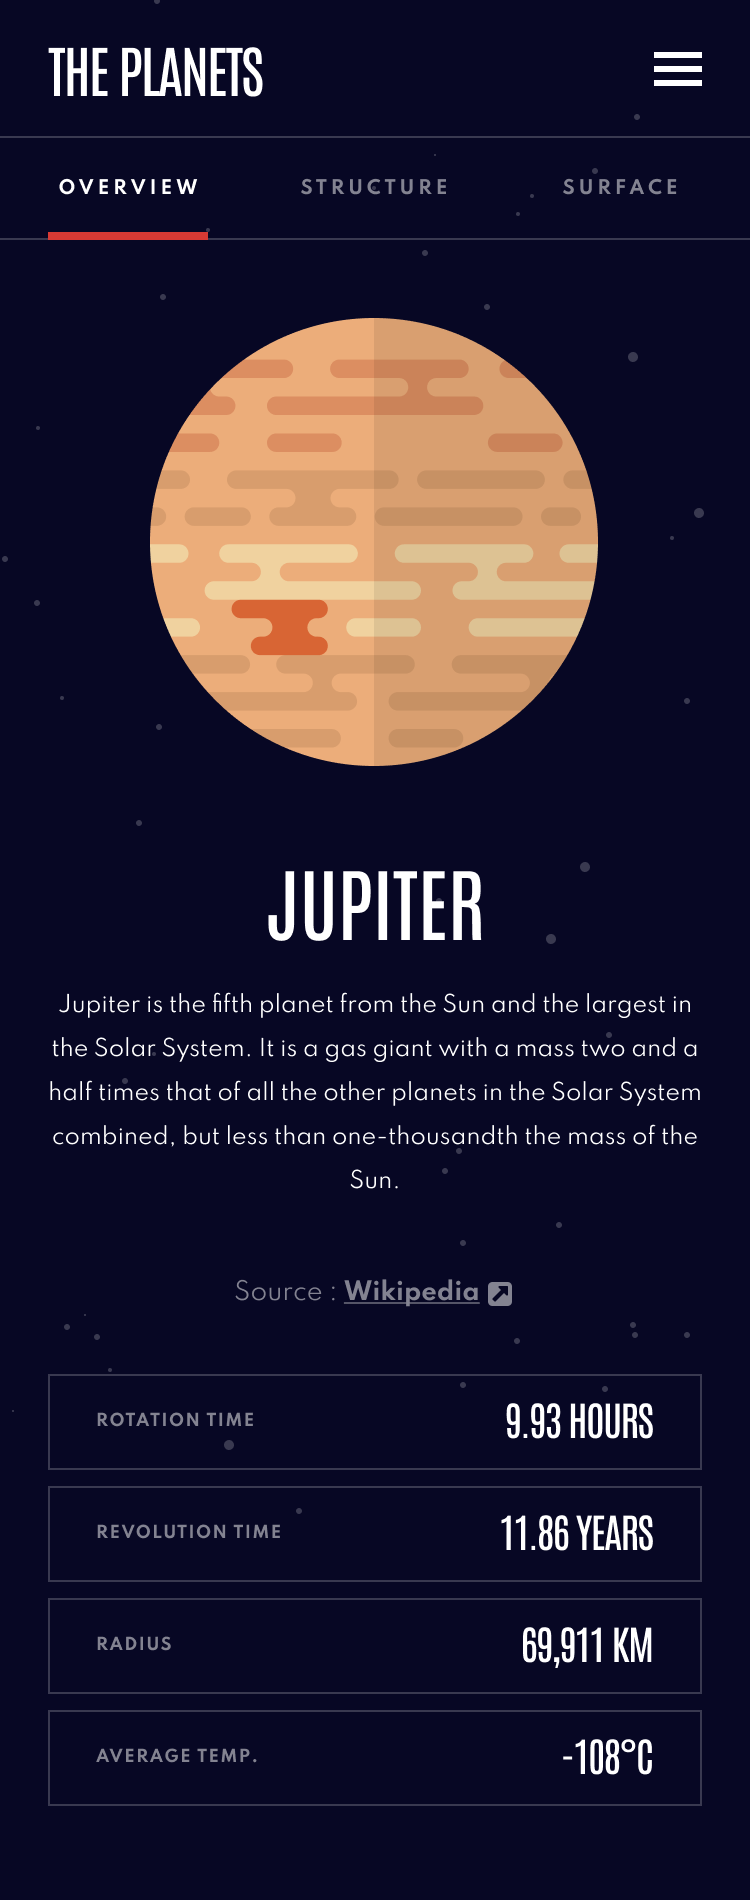 THE PLANETS
OVERVIEW STRUCTURE SURFACE
JUPITER
Jupiter is the fifth planet from the Sun and the largest in
the Solar System. It is a gas giant with a mass two and a
half times that of all the other planets in the Solar System
combined, but less than one-thousandth the mass of the
Sun.
Source : Wikipedia
ROTATION TIME 9.93 HOURS
REVOLUTION TIME 11.86 YEARS
RADIUS 69,911 KM
AVERAGE TEMP. -108°C